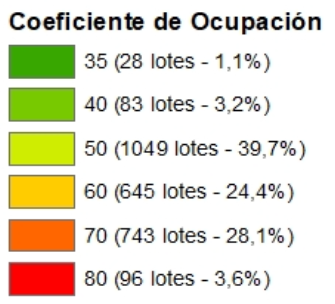 Coeficiente de Ocupación
35 (28 lotes - 1,1%)
40 (83 lotes - 3,2%)
50 (1049 lotes - 39,7%)
60 (645 lotes - 24,4%)
70 (743 lotes - 28,1%)
80 (96 lotes - 3,6%)